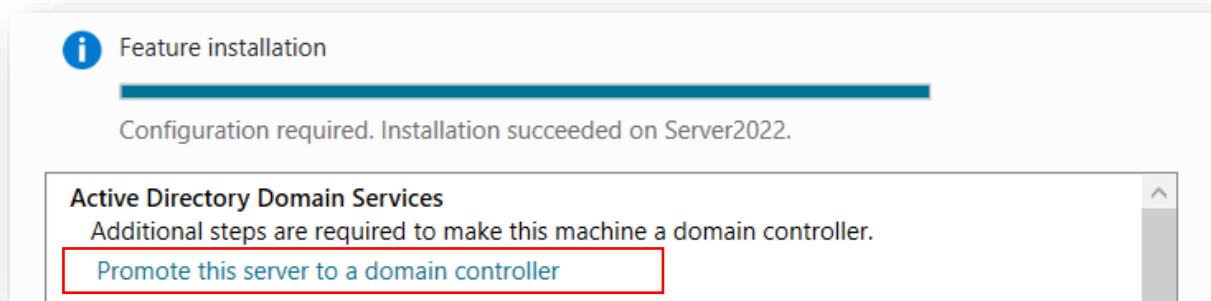 Feature installation
Configuration required. Installation succeeded on Server2022.
Active Directory Domain Services
Additional steps are required to make this machine a domain controller.
Promote this server to a domain controller